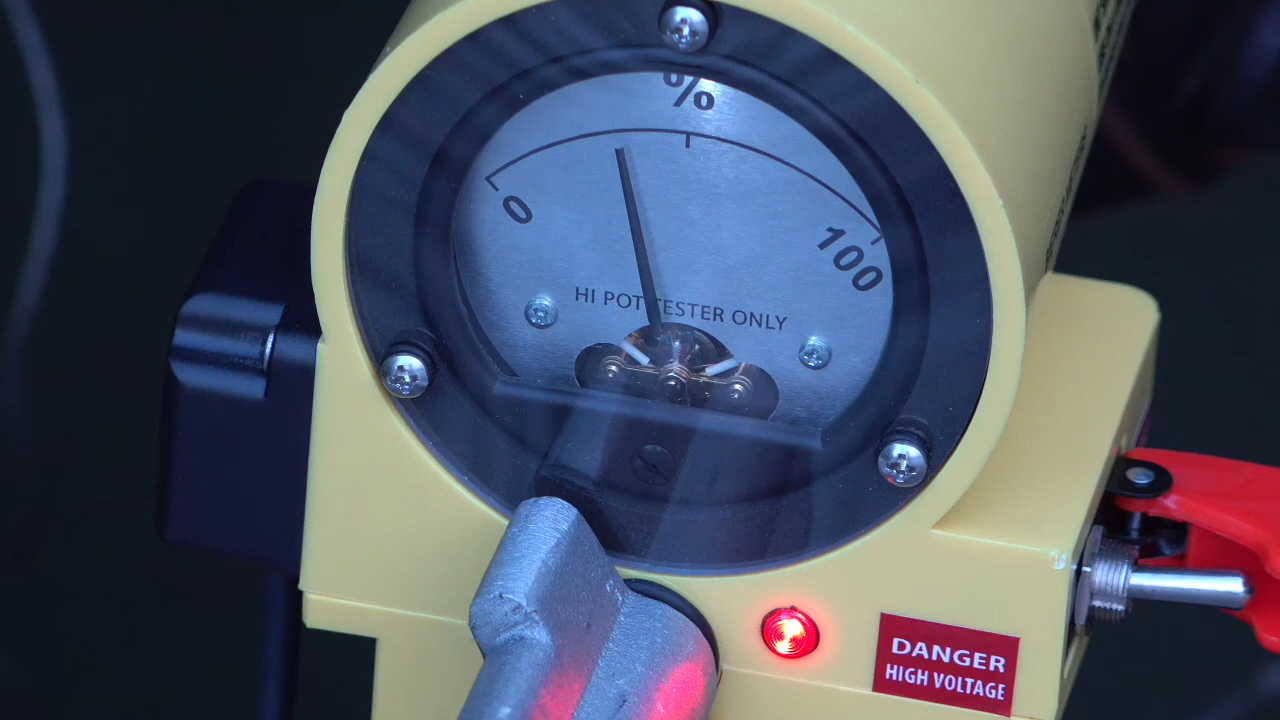 %
0
100
HI POT TESTER ONLY
DANGER
HIGH VOLTAGE